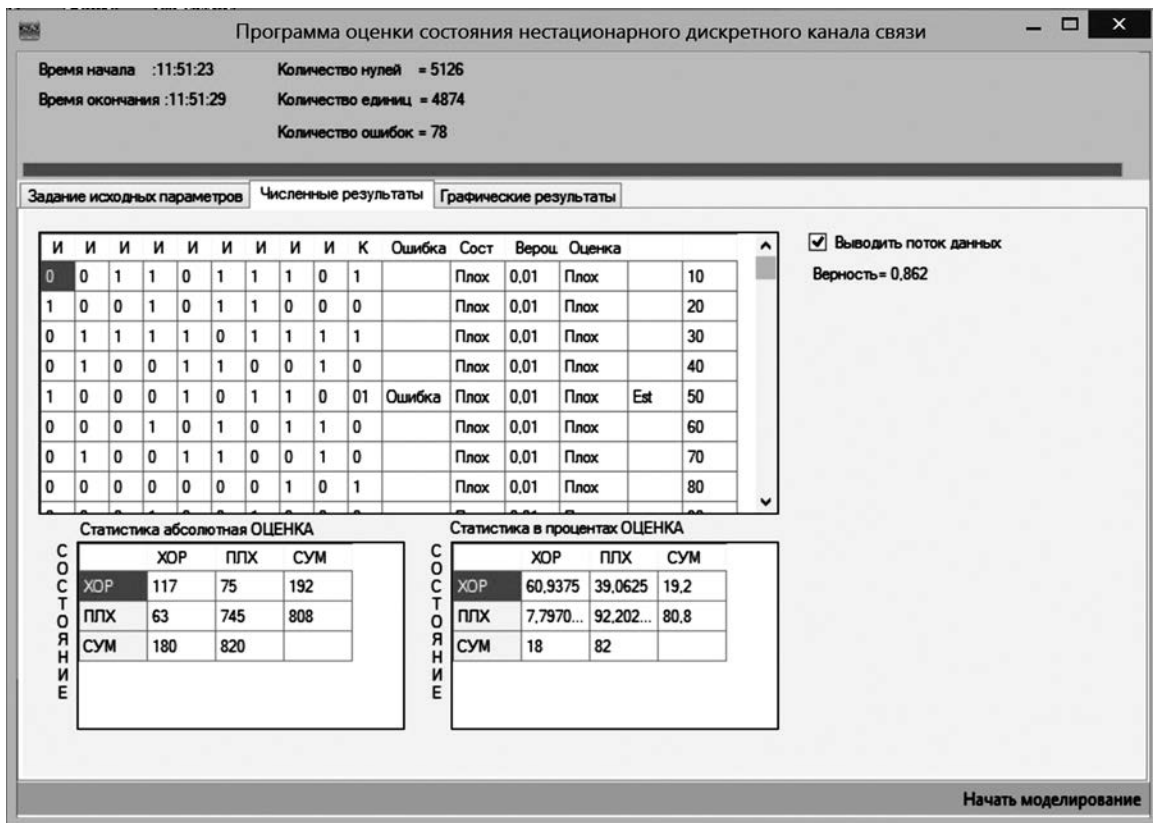 Программа оценки состояния нестационарного дискретного канала связи
Время начала :11:51:23 Количество нулей = 5126
Время окончания :11:51:29 Количество единиц = 4874
Количество ошибок = 78
Задание исходных параметров Численные результаты Графические результаты
И И И И И И И И И К Ошибка Сост Верош Оценка
0 0 1 1 0 1 1 1 0 1 Плох 0,01 Плох 10
1 0 0 1 0 1 1 0 0 0 Плох 0,01 Плох 20
0 1 1 1 1 0 1 1 1 1 Плох 0,01 Плох 30
0 1 0 0 1 1 0 0 1 0 Плох 0,01 Плох 40
1 0 0 0 1 0 1 1 0 01 Ошибка Плох 0,01 Плох Est 50
0 0 0 1 0 1 0 1 1 0 Плох 0,01 Плох 60
0 1 0 0 1 1 0 0 1 0 Плох 0,01 Плох 70
0 0 0 0 0 0 0 1 0 1 Плох 0,01 Плох 80
Выводить поток данных
Верность= 0,862
Статистика абсолютная ОЦЕНКА
СОСТОЯНИЕ
ХОР ПЛХ СУМ
ХОР 117 75 192
ПЛХ 63 745 808
СУМ 180 820
Статистика в процентах ОЦЕНКА
СОСТОЯНИЕ
ХОР ПЛХ СУМ
ХОР 60,9375 39,0625 19,2
ПЛХ 7,7970... 92,202... 80,8
СУМ 18 82
Начать моделирование